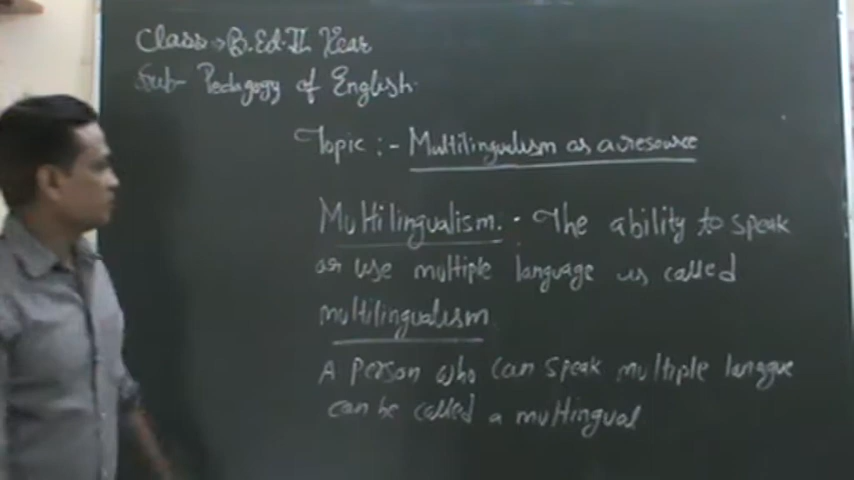 Class → B.Ed. II Year
Sub- Pedagogy of English.
Topic :- Multilingualism as a resource
Multilingualism. - The ability to speak
or use multiple language is called
multilingualism
A person who can speak multiple langgue
can be called a multingual